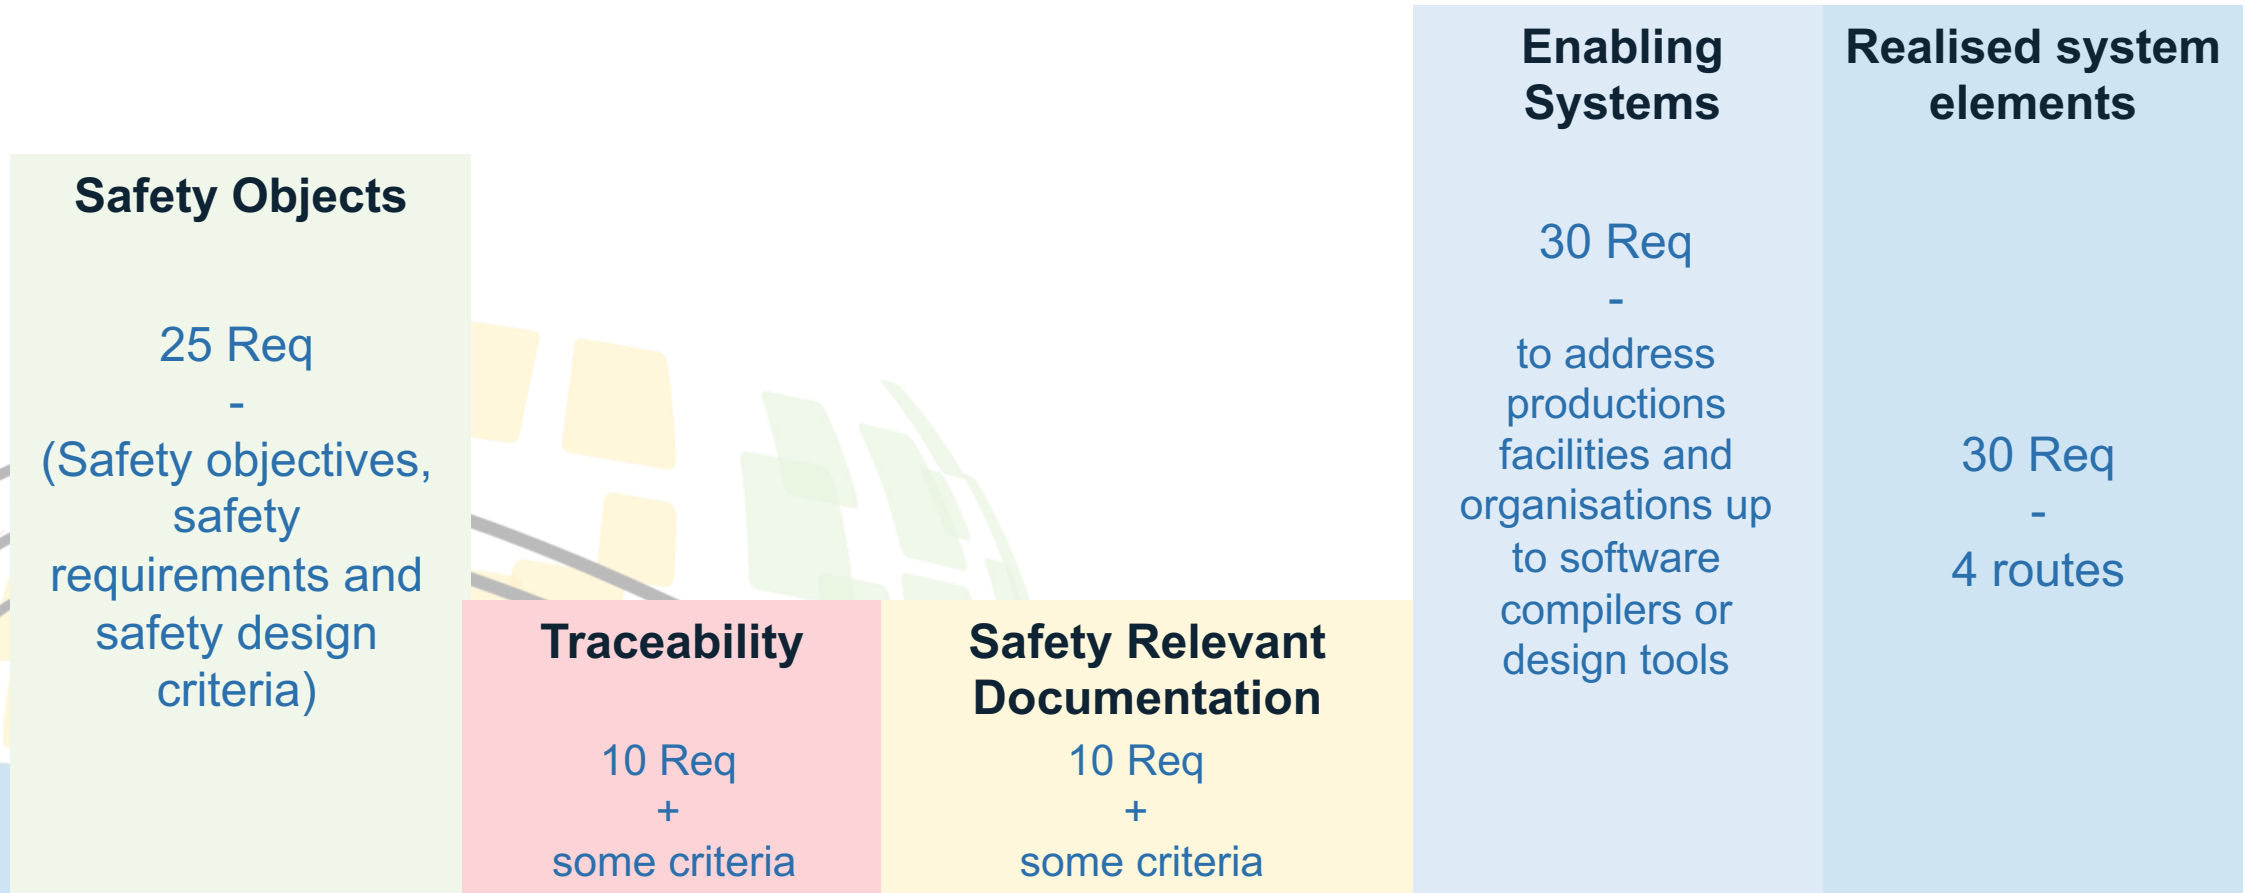 Safety Objects
25 Req
-
(Safety objectives,
safety
requirements and
safety design
criteria)
Traceability
10 Req
+
some criteria
Safety Relevant
Documentation
10 Req
+
some criteria
Enabling
Systems
30 Req
-
to address
productions
facilities and
organisations up
to software
compilers or
design tools
Realised system
elements
30 Req
-
4 routes